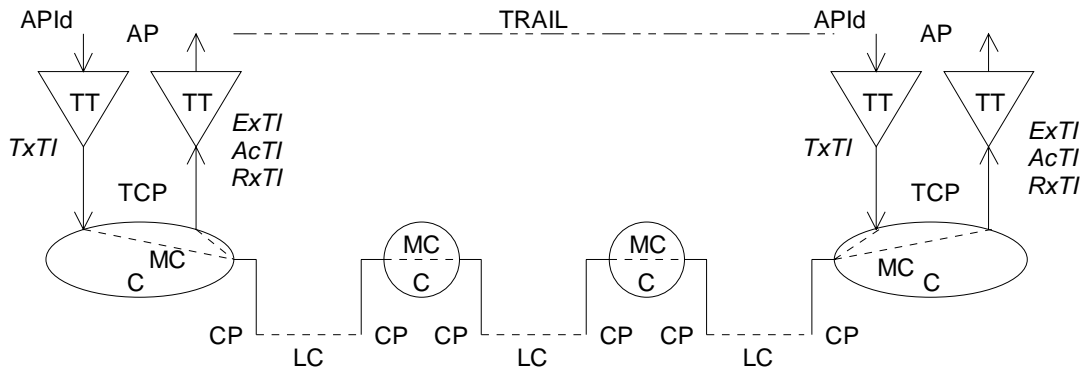 APId
AP
TRAIL
APId
AP
TT
TT
TT
TT
TxTI
ExTI
AcTI
RxTI
TxTI
ExTI
AcTI
RxTI
TCP
TCP
MC
C
MC
C
MC
C
MC
C
CP
LC
CP
CP
LC
CP
CP
LC
CP